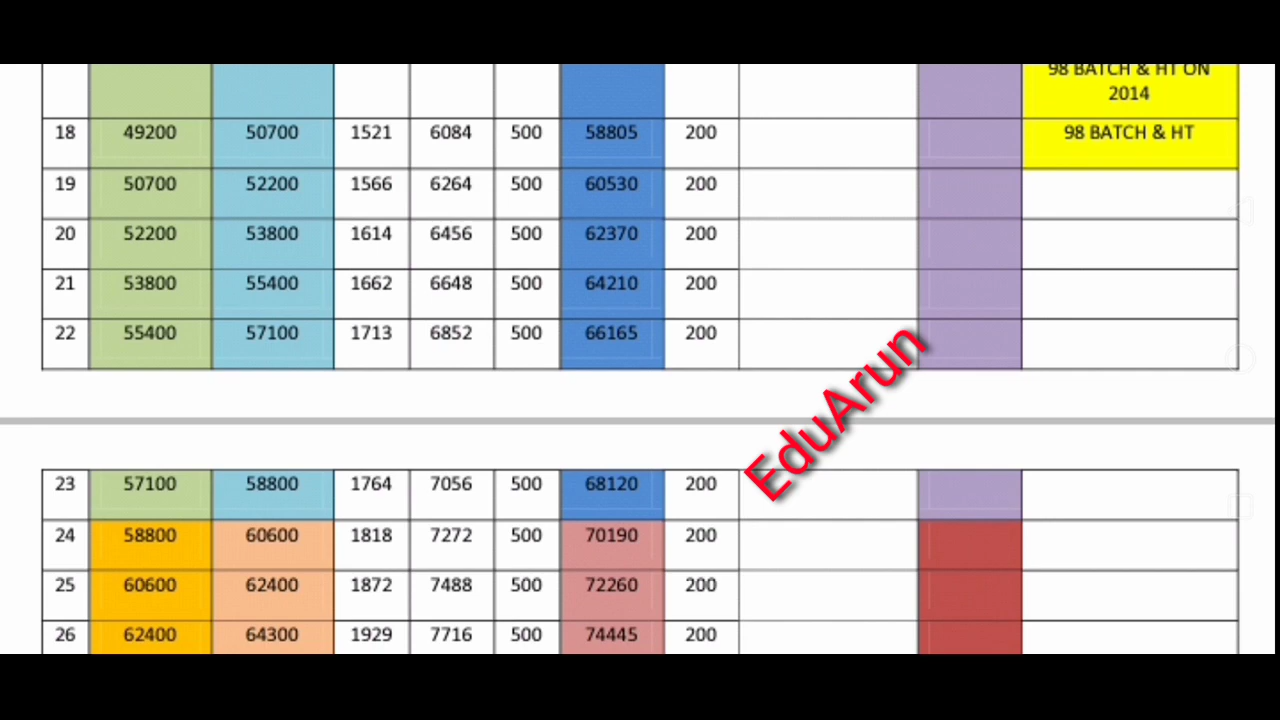 98 BATCH & HT ON
2014
18 49200 50700 1521 6084 500 58805 200 98 BATCH & HT
19 50700 52200 1566 6264 500 60530 200
20 52200 53800 1614 6456 500 62370 200
21 53800 55400 1662 6648 500 64210 200
22 55400 57100 1713 6852 500 66165 200
EduArun
23 57100 58800 1764 7056 500 68120 200
24 58800 60600 1818 7272 500 70190 200
25 60600 62400 1872 7488 500 72260 200
26 62400 64300 1929 7716 500 74445 200